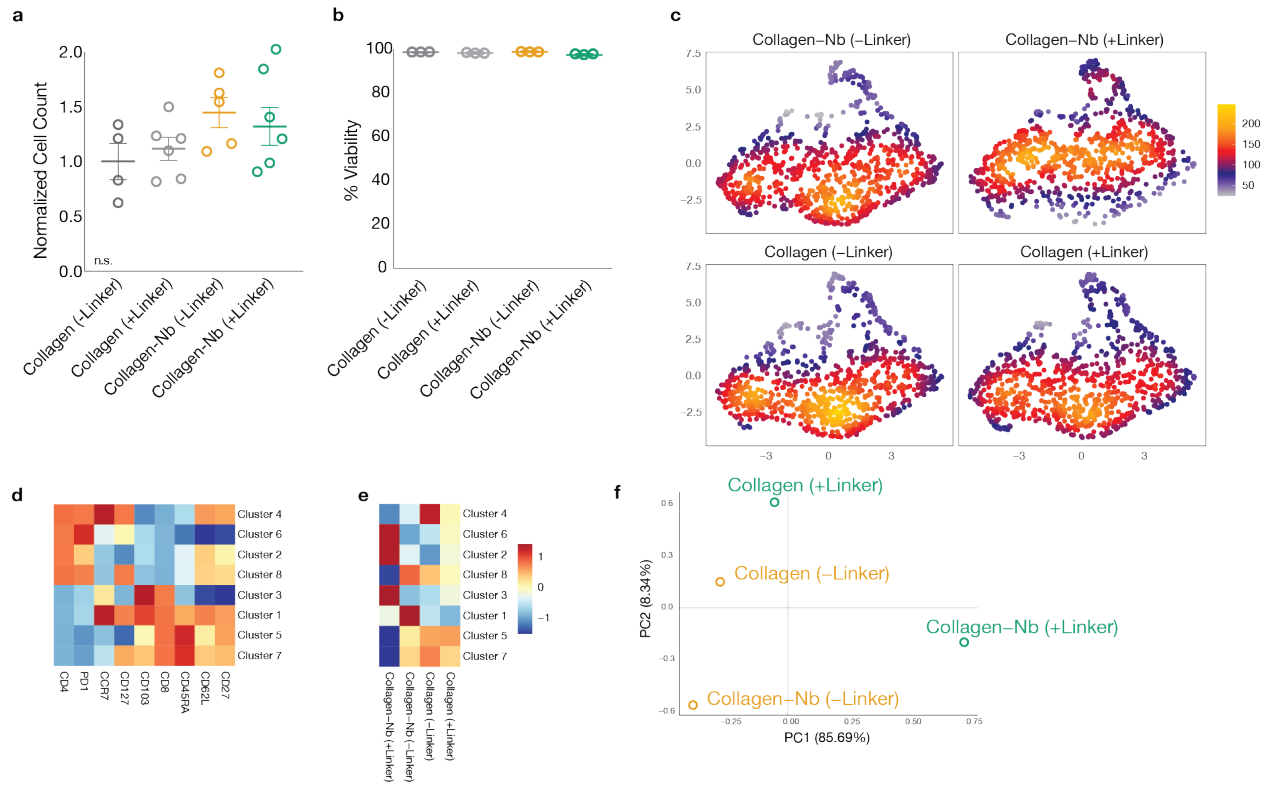 a
2.0
1.5
1.0
0.5
0.0
Normalized Cell Count
n.s.
Collagen (-Linker)
Collagen (+Linker)
Collagen-Nb (-Linker)
Collagen-Nb (+Linker)
b
100
80
60
40
20
0
% Viability
Collagen (-Linker)
Collagen (+Linker)
Collagen-Nb (-Linker)
Collagen-Nb (+Linker)
c
Collagen−Nb (−Linker)
Collagen−Nb (+Linker)
7.5
5.0
2.5
0.0
−2.5
200
150
100
50
Collagen (−Linker)
Collagen (+Linker)
7.5
5.0
2.5
0.0
−2.5
−3
0
3
−3
0
3
d
Cluster 4
Cluster 6
Cluster 2
Cluster 8
Cluster 3
Cluster 1
Cluster 5
Cluster 7
CD4
PD1
CCR7
CD127
CD103
CD8
CD45RA
CD62L
CD27
e
Cluster 4
Cluster 6
Cluster 2
Cluster 8
Cluster 3
Cluster 1
Cluster 5
Cluster 7
1
0
−1
Collagen−Nb (+Linker)
Collagen−Nb (−Linker)
Collagen (−Linker)
Collagen (+Linker)
f
Collagen (+Linker)
Collagen (−Linker)
Collagen−Nb (+Linker)
Collagen−Nb (−Linker)
0.6
0.3
0.0
−0.3
−0.6
PC2 (8.34%)
−0.25
0.00
0.25
0.50
0.75
PC1 (85.69%)